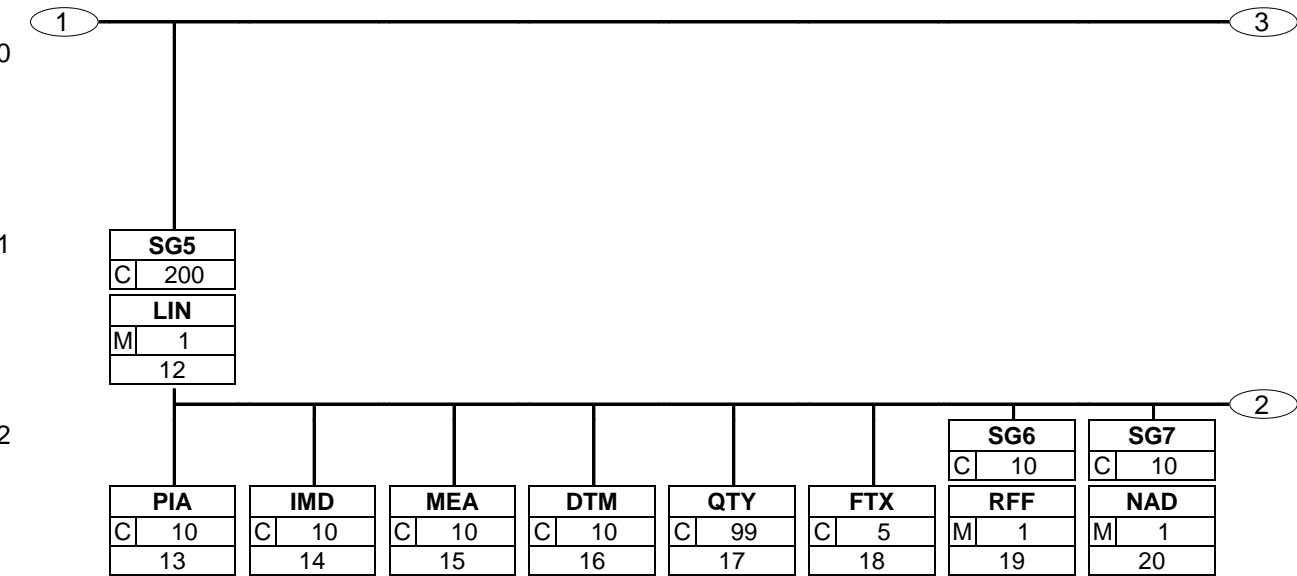 1 3
0
1
SG5
C 200
LIN
M 1
12
2
2
SG6 SG7
C 10 C 10
PIA IMD MEA DTM QTY FTX RFF NAD
C 10 C 10 C 10 C 10 C 99 C 5 M 1 M 1
13 14 15 16 17 18 19 20